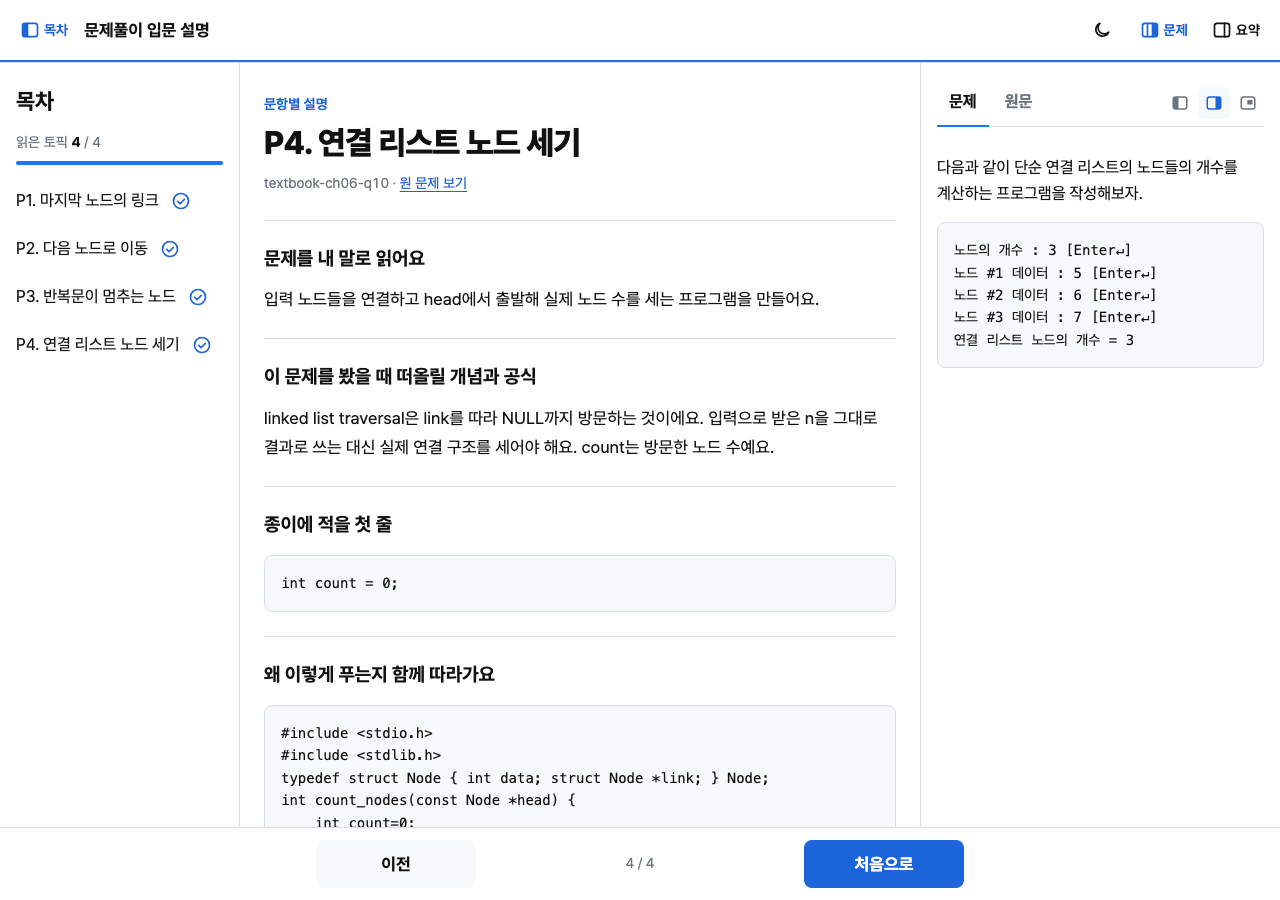 목차 문제풀이 입문 설명
문제 요약
목차
읽은 토픽 4 / 4
P1. 마지막 노드의 링크
P2. 다음 노드로 이동
P3. 반복문이 멈추는 노드
P4. 연결 리스트 노드 세기
문항별 설명
P4. 연결 리스트 노드 세기
textbook-ch06-q10 · 원 문제 보기
문제를 내 말로 읽어요
입력 노드들을 연결하고 head에서 출발해 실제 노드 수를 세는 프로그램을 만들어요.
이 문제를 봤을 때 떠올릴 개념과 공식
linked list traversal은 link를 따라 NULL까지 방문하는 것이에요. 입력으로 받은 n을 그대로
결과로 쓰는 대신 실제 연결 구조를 세어야 해요. count는 방문한 노드 수예요.
종이에 적을 첫 줄
int count = 0;
왜 이렇게 푸는지 함께 따라가요
#include <stdio.h>
#include <stdlib.h>
typedef struct Node { int data; struct Node *link; } Node;
int count_nodes(const Node *head) {
    int count=0;
문제 원문
다음과 같이 단순 연결 리스트의 노드들의 개수를
계산하는 프로그램을 작성해보자.
노드의 개수 : 3 [Enter↵]
노드 #1 데이터 : 5 [Enter↵]
노드 #2 데이터 : 6 [Enter↵]
노드 #3 데이터 : 7 [Enter↵]
연결 리스트 노드의 개수 = 3
이전
4 / 4
처음으로